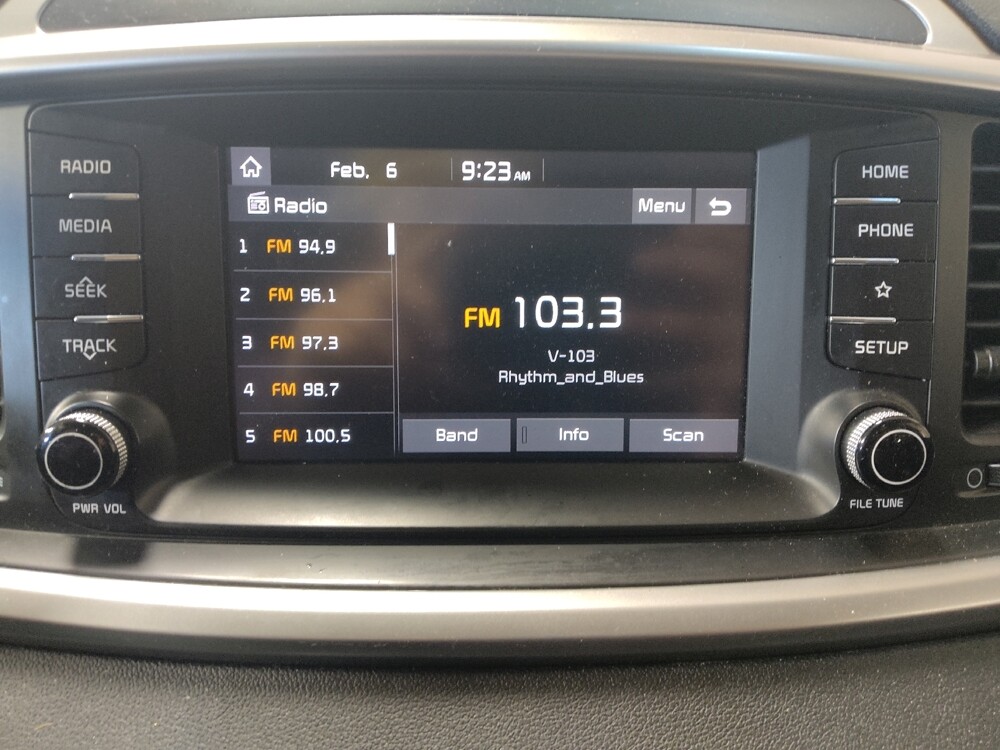 RADIO
MEDIA
SEEK
TRACK
PWR VOL
Feb. 6 9:23 AM
Radio Menu
1 FM 94.9
2 FM 96.1
3 FM 97.3
4 FM 98.7
5 FM 100.5
FM 103.3
V-103
Rhythm_and_Blues
Band Info Scan
HOME
PHONE
SETUP
FILE TUNE